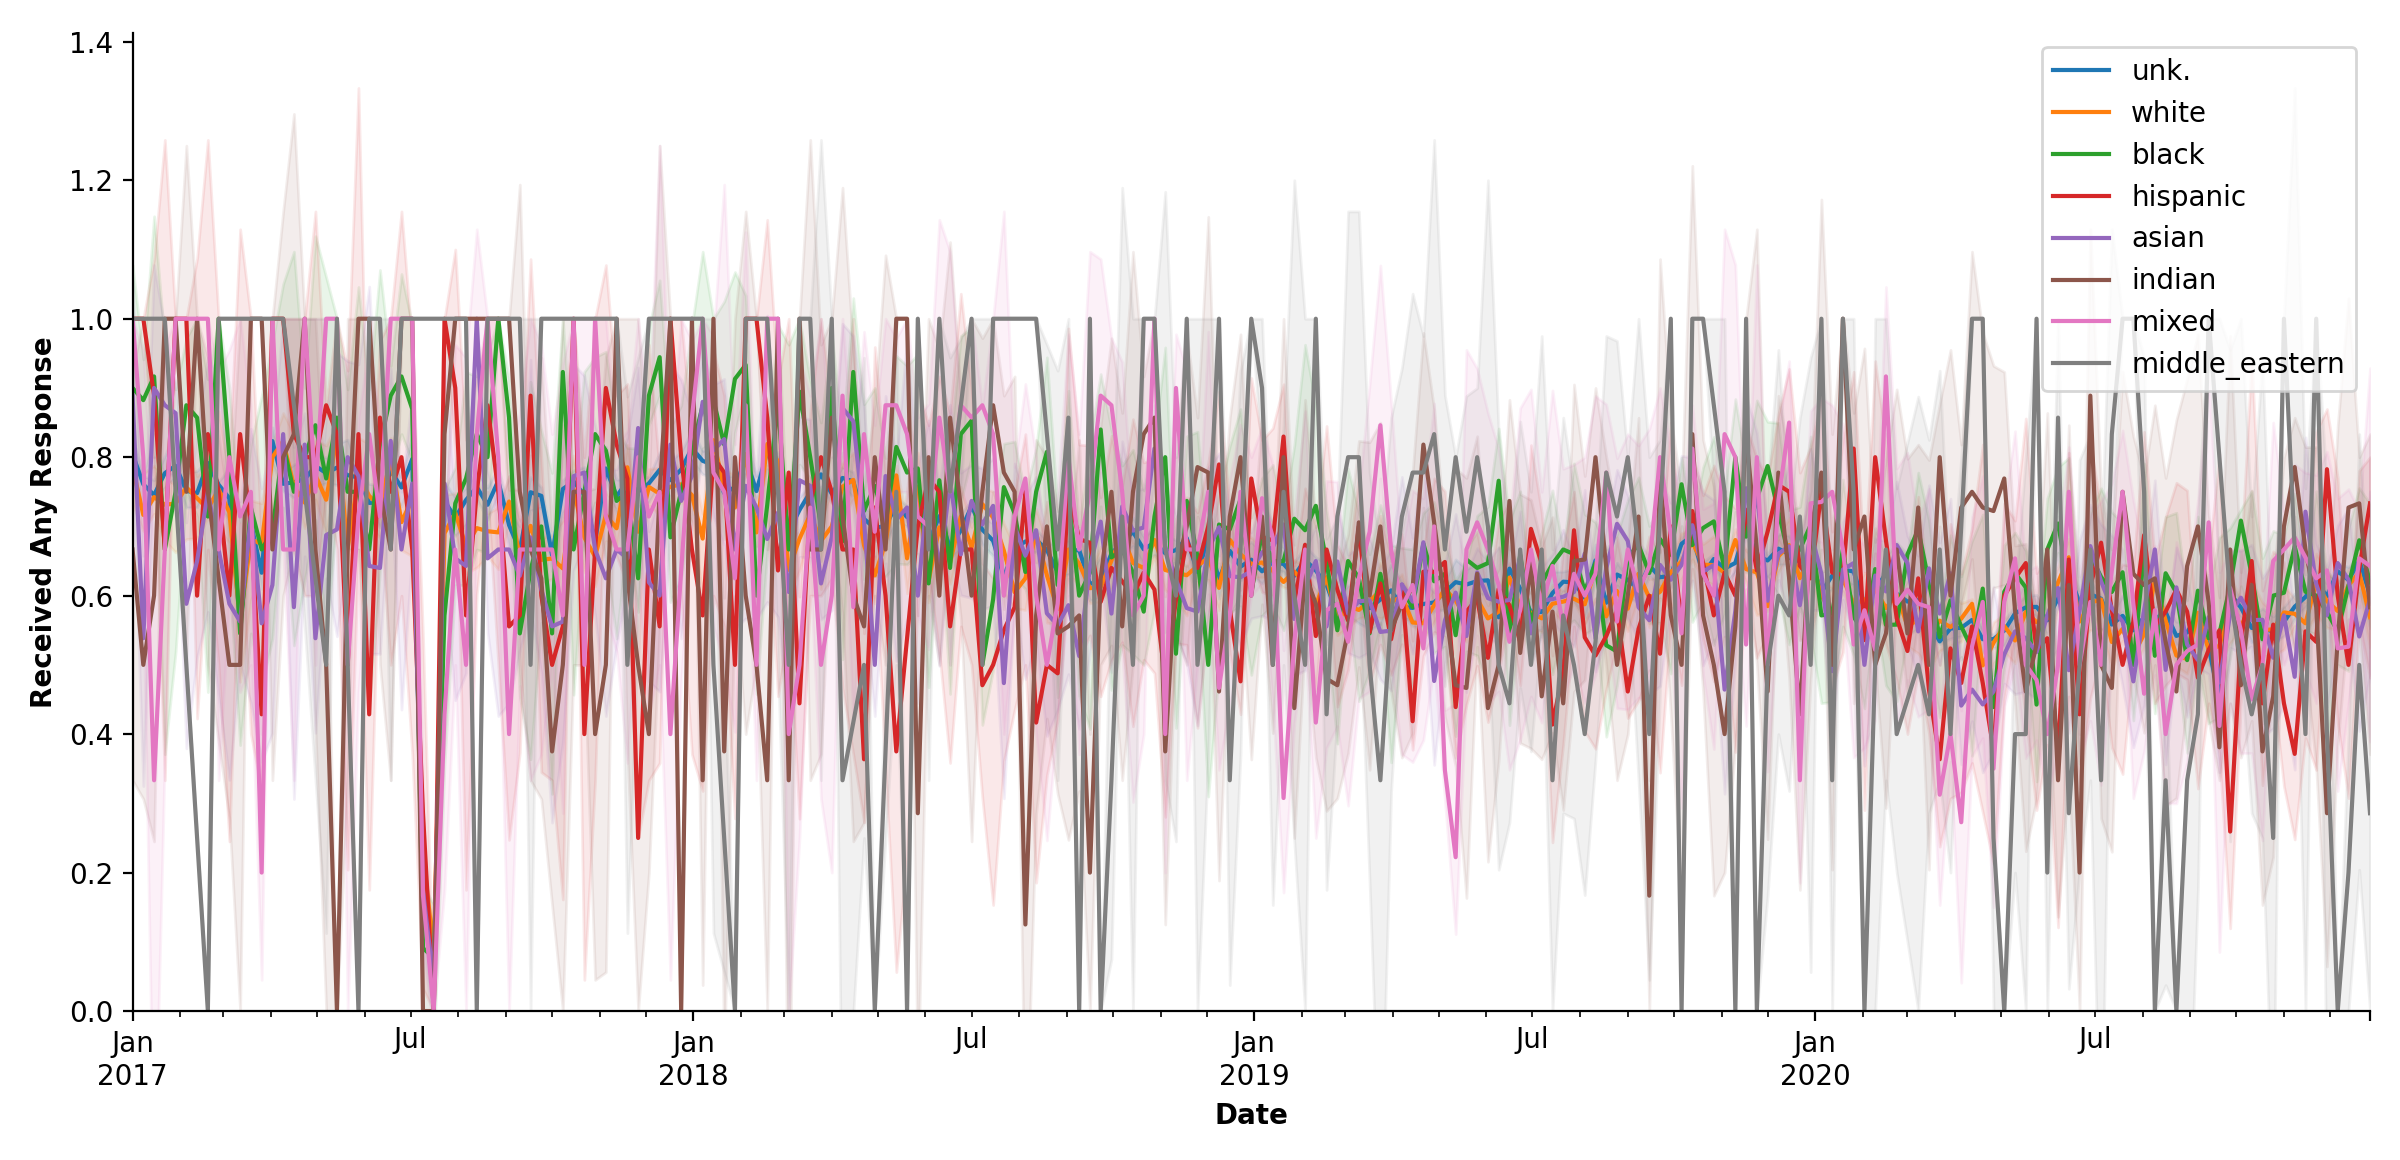 1.4
1.2
1.0
0.8
0.6
0.4
0.2
0.0
Received Any Response
unk.
white
black
hispanic
asian
indian
mixed
middle_eastern
Jan Jul Jan Jul Jan Jul Jan Jul
2017 2018 2019 2020
Date